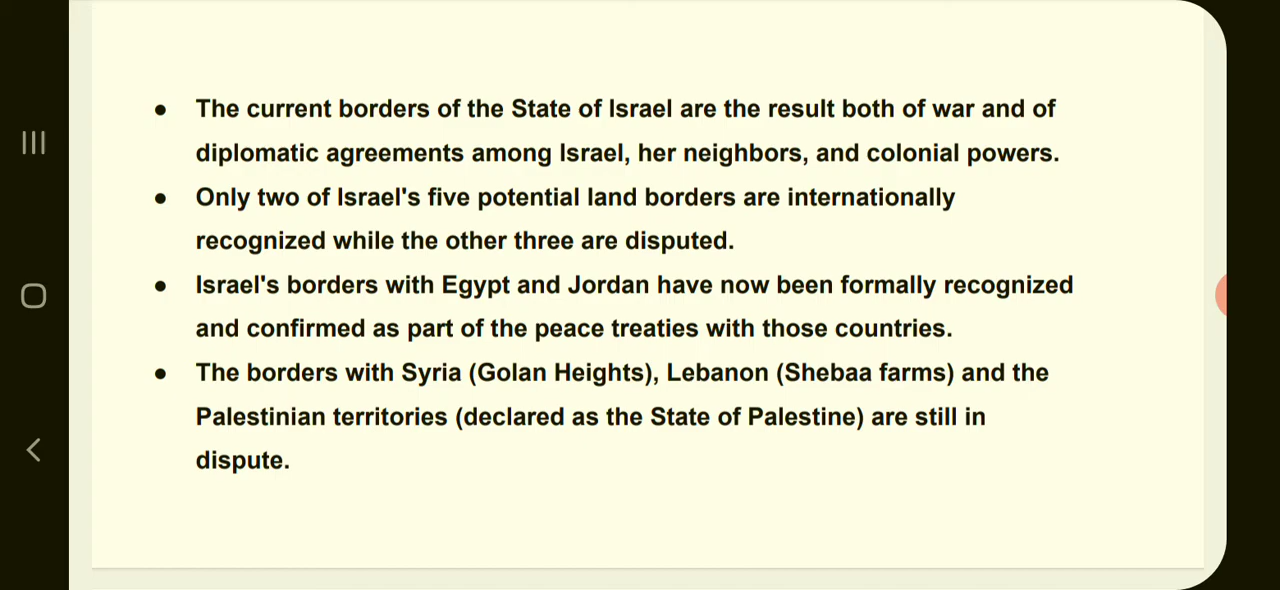 ● The current borders of the State of Israel are the result both of war and of
diplomatic agreements among Israel, her neighbors, and colonial powers.
● Only two of Israel's five potential land borders are internationally
recognized while the other three are disputed.
● Israel's borders with Egypt and Jordan have now been formally recognized
and confirmed as part of the peace treaties with those countries.
● The borders with Syria (Golan Heights), Lebanon (Shebaa farms) and the
Palestinian territories (declared as the State of Palestine) are still in
dispute.